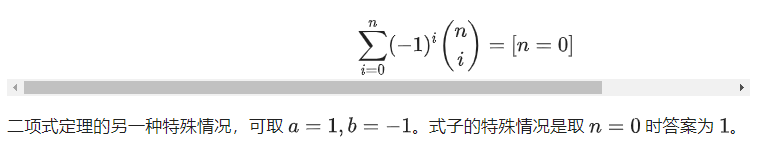 $$\sum_{i=0}^{n}(-1)^i\binom{n}{i}=[n=0]$$
二项式定理的另一种特殊情况，可取 $a=1,b=-1$。式子的特殊情况是取 $n=0$ 时答案为 $1$。